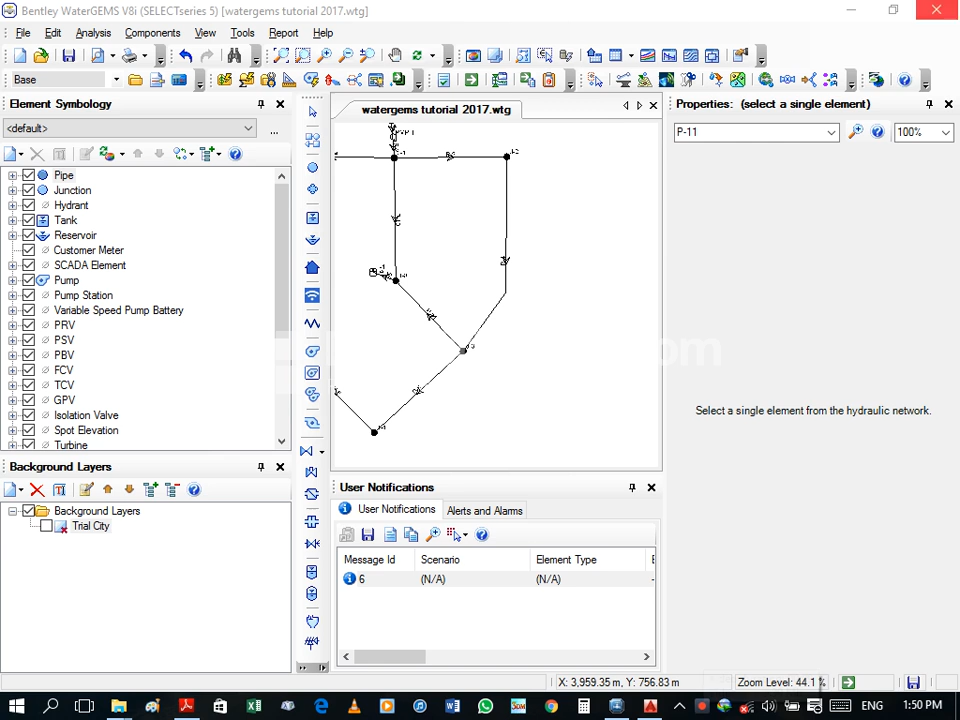 Bentley WaterGEMS V8i (SELECTseries 5) [watergems tutorial 2017.wtg]
File Edit Analysis Components View Tools Report Help
Base
Element Symbology
<default>
...
Pipe
Junction
Hydrant
Tank
Reservoir
Customer Meter
SCADA Element
Pump
Pump Station
Variable Speed Pump Battery
PRV
PSV
PBV
FCV
TCV
GPV
Isolation Valve
Spot Elevation
Turbine
Background Layers
Background Layers
Trial City
watergems tutorial 2017.wtg
User Notifications
User Notifications Alerts and Alarms
Message Id Scenario Element Type
6 (N/A) (N/A)
Properties: (select a single element)
P-11 100%
Select a single element from the hydraulic network.
X: 3,959.35 m, Y: 756.83 m Zoom Level: 44.1 %
ENG 1:50 PM